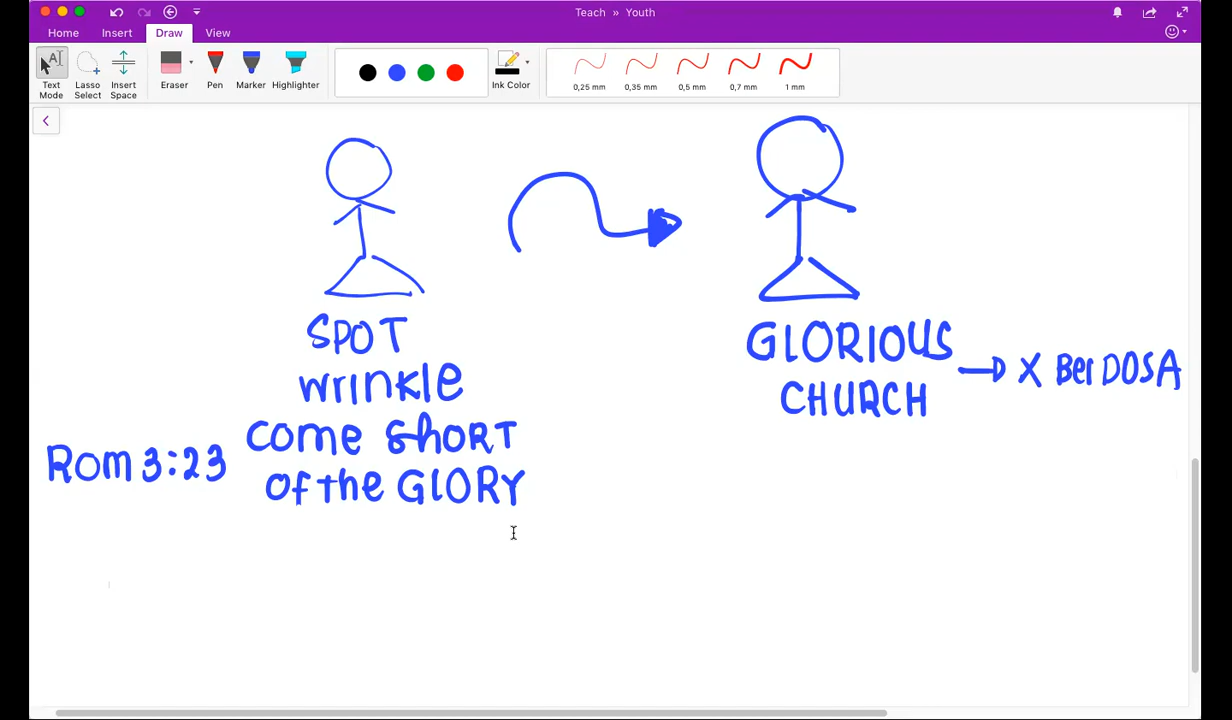 Teach » Youth
Home Insert Draw View
Text Mode
Lasso Select
Insert Space
Eraser
Pen
Marker
Highlighter
Ink Color
0,25 mm
0,35 mm
0,5 mm
0,7 mm
1 mm
SPOT
wrinkle
come short
of the GLORY
Rom 3:23
GLORIOUS
CHURCH
X Ber DOSA